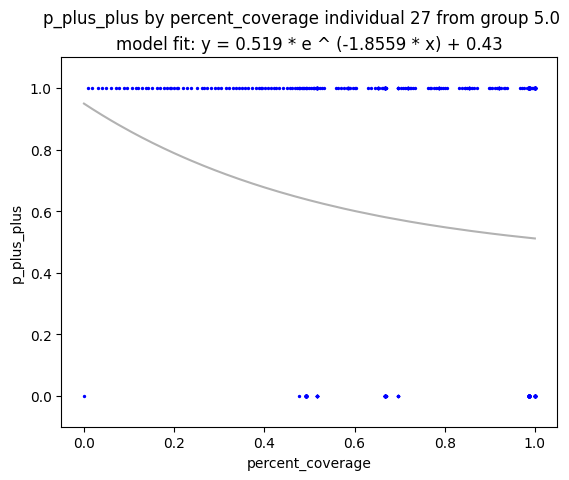 p_plus_plus by percent_coverage individual 27 from group 5.0
model fit: y = 0.519 * e ^ (-1.8559 * x) + 0.43
1.0
0.8
0.6
0.4
0.2
0.0
p_plus_plus
0.0 0.2 0.4 0.6 0.8 1.0
percent_coverage